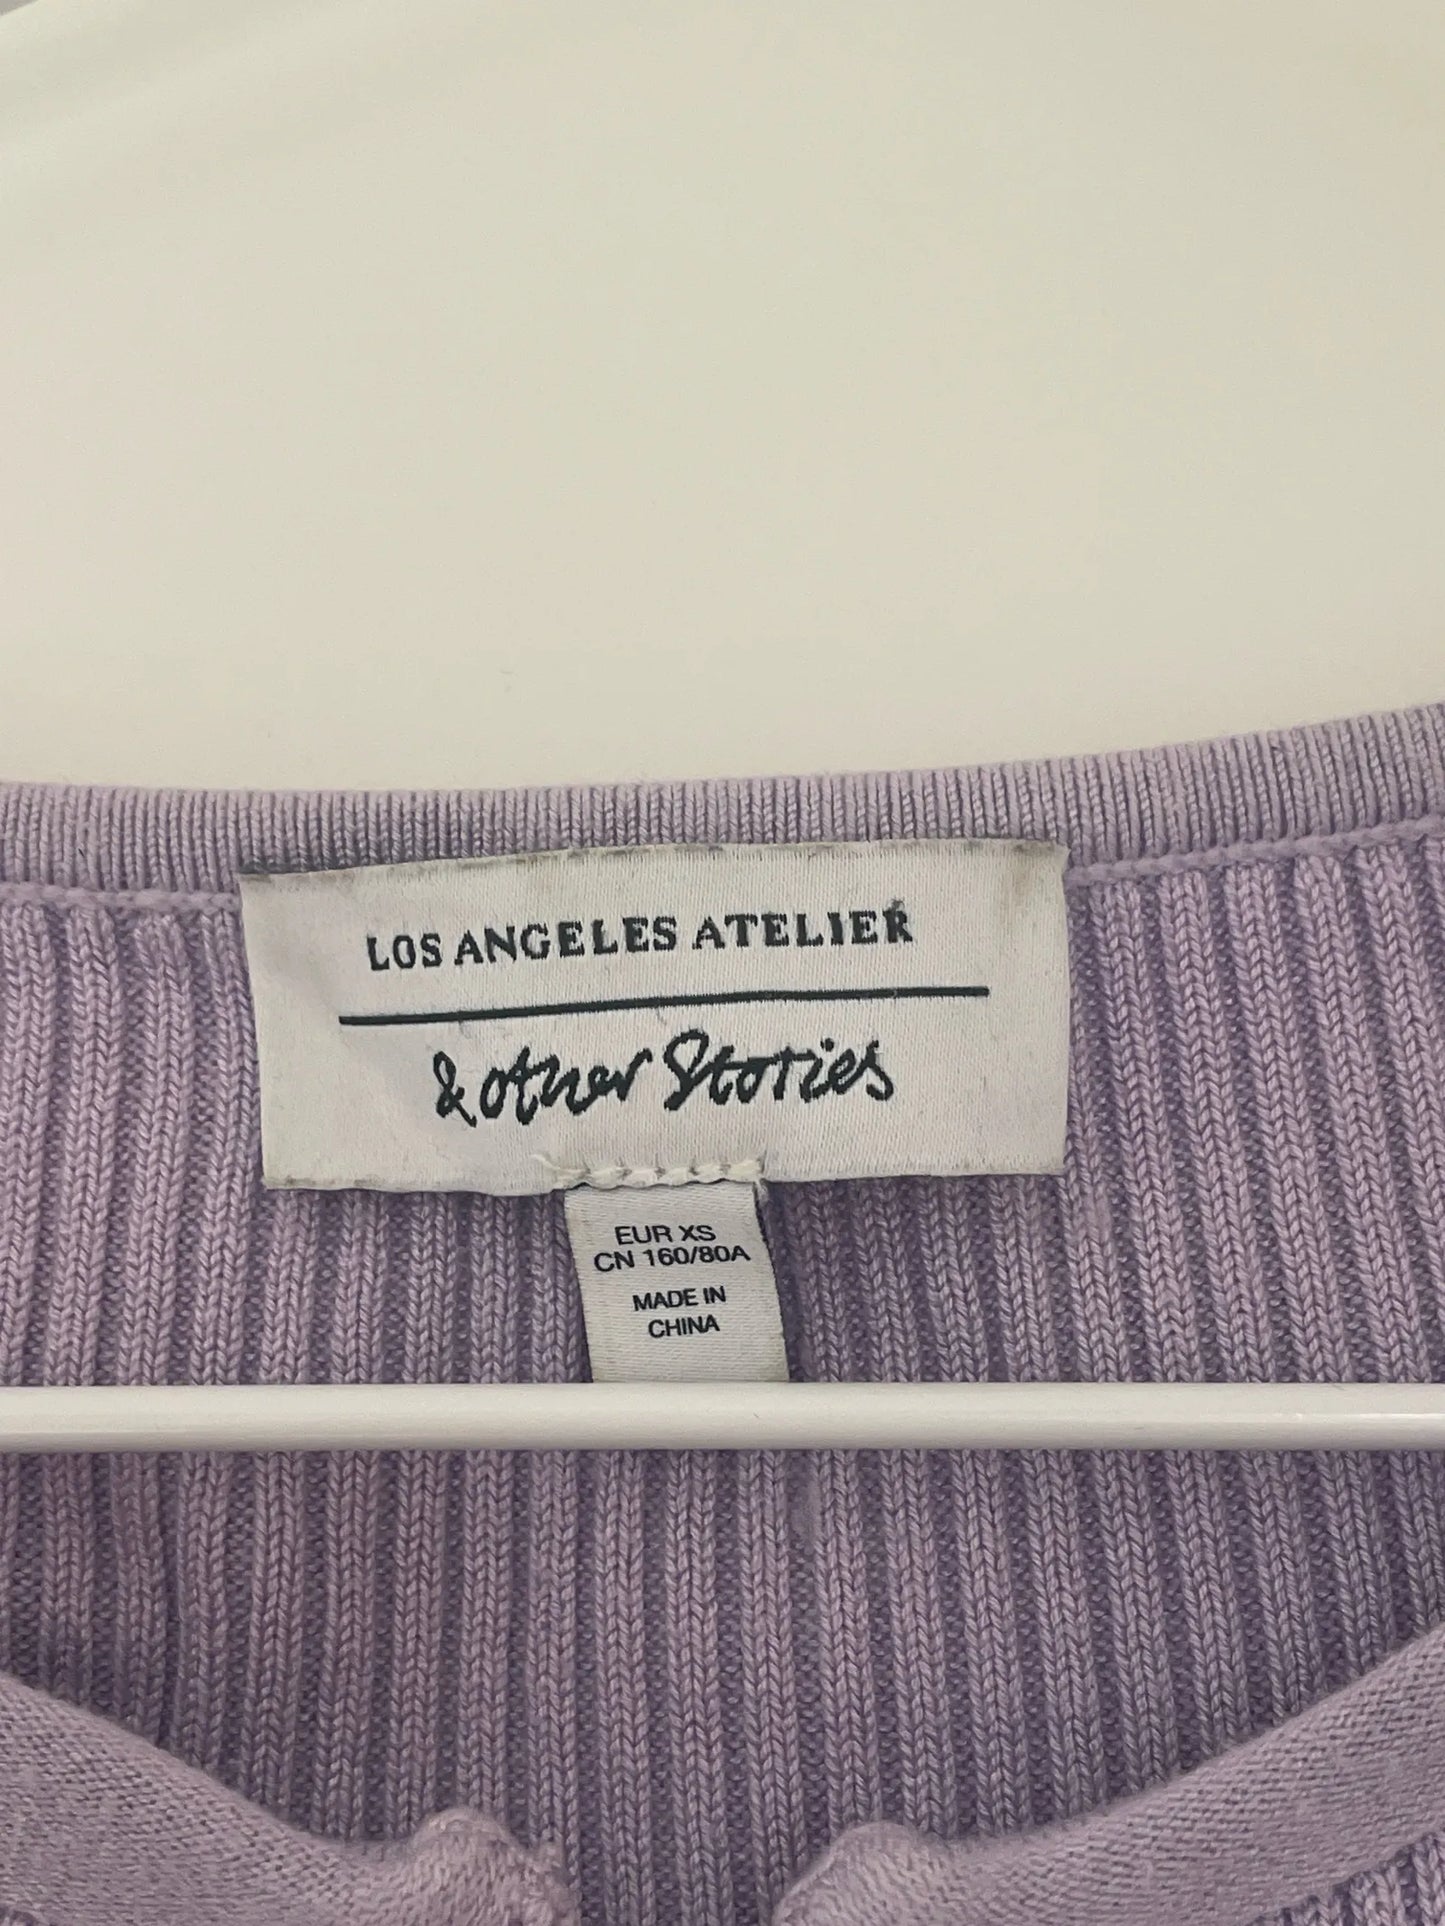 LOS ANGELES ATELIER
& other Stories
EUR XS
CN 160/80A
MADE IN
CHINA